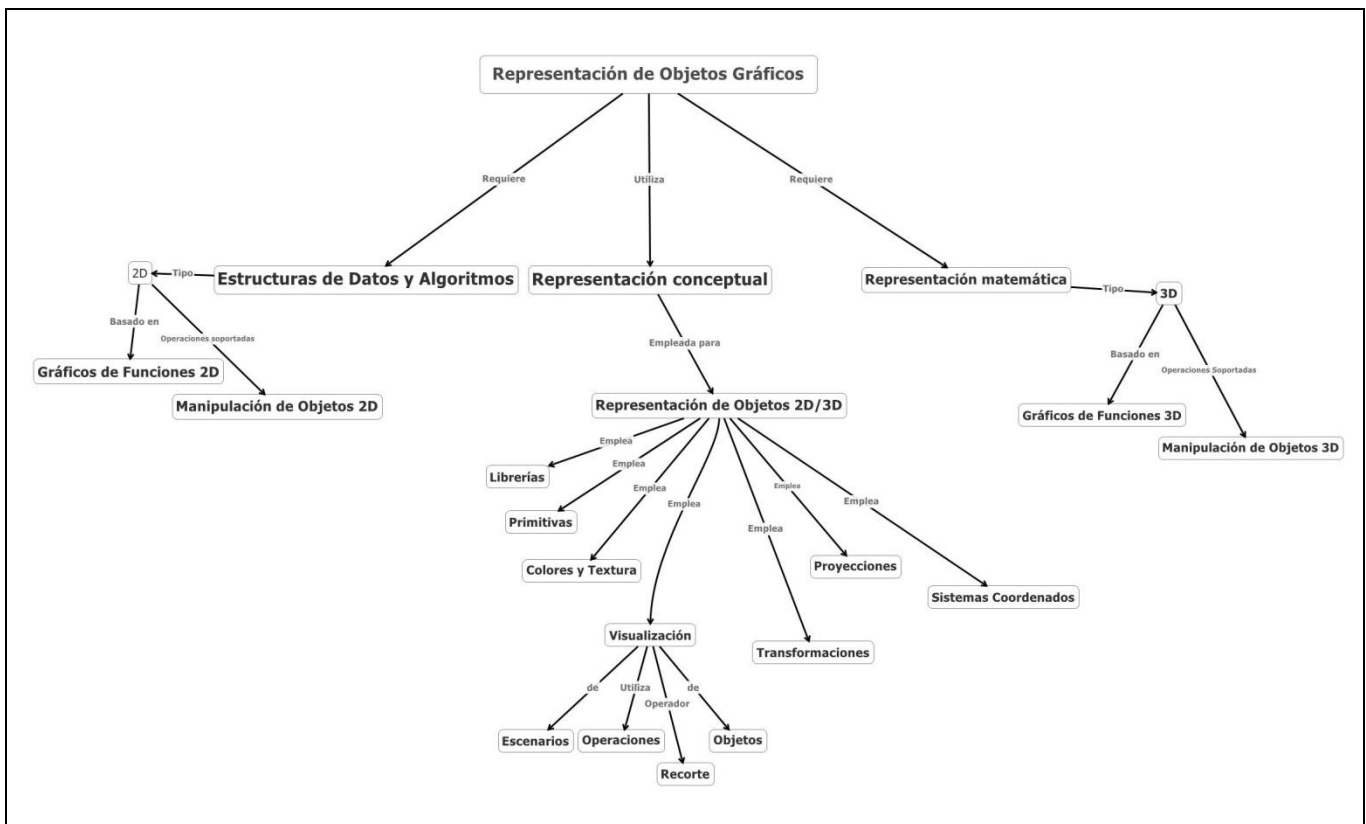 Representación de Objetos Gráficos
Requiere
Utiliza
Requiere
2D
Tipo
Estructuras de Datos y Algoritmos
Representación conceptual
Representación matemática
Tipo
3D
Basado en
Operaciones soportadas
Empleada para
Basado en
Operaciones Soportadas
Gráficos de Funciones 2D
Manipulación de Objetos 2D
Representación de Objetos 2D/3D
Gráficos de Funciones 3D
Manipulación de Objetos 3D
Emplea
Emplea
Emplea
Emplea
Emplea
Emplea
Emplea
Librerías
Primitivas
Colores y Textura
Proyecciones
Sistemas Coordenados
Visualización
Transformaciones
de
Utiliza
Operador
de
Escenarios
Operaciones
Objetos
Recorte